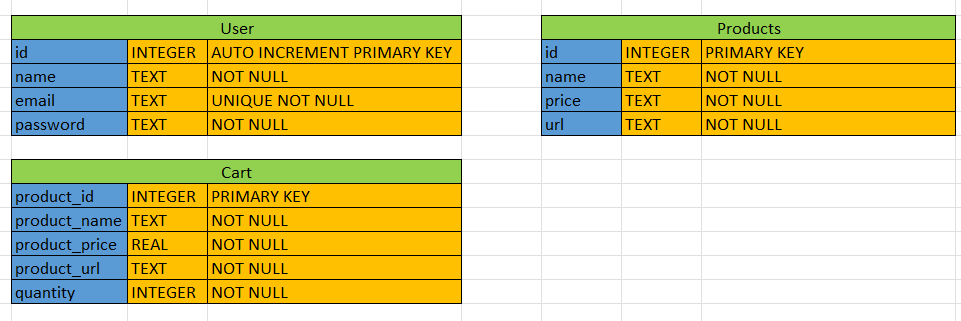 User
id INTEGER AUTO INCREMENT PRIMARY KEY
name TEXT NOT NULL
email TEXT UNIQUE NOT NULL
password TEXT NOT NULL
Products
id INTEGER PRIMARY KEY
name TEXT NOT NULL
price TEXT NOT NULL
url TEXT NOT NULL
Cart
product_id INTEGER PRIMARY KEY
product_name TEXT NOT NULL
product_price REAL NOT NULL
product_url TEXT NOT NULL
quantity INTEGER NOT NULL